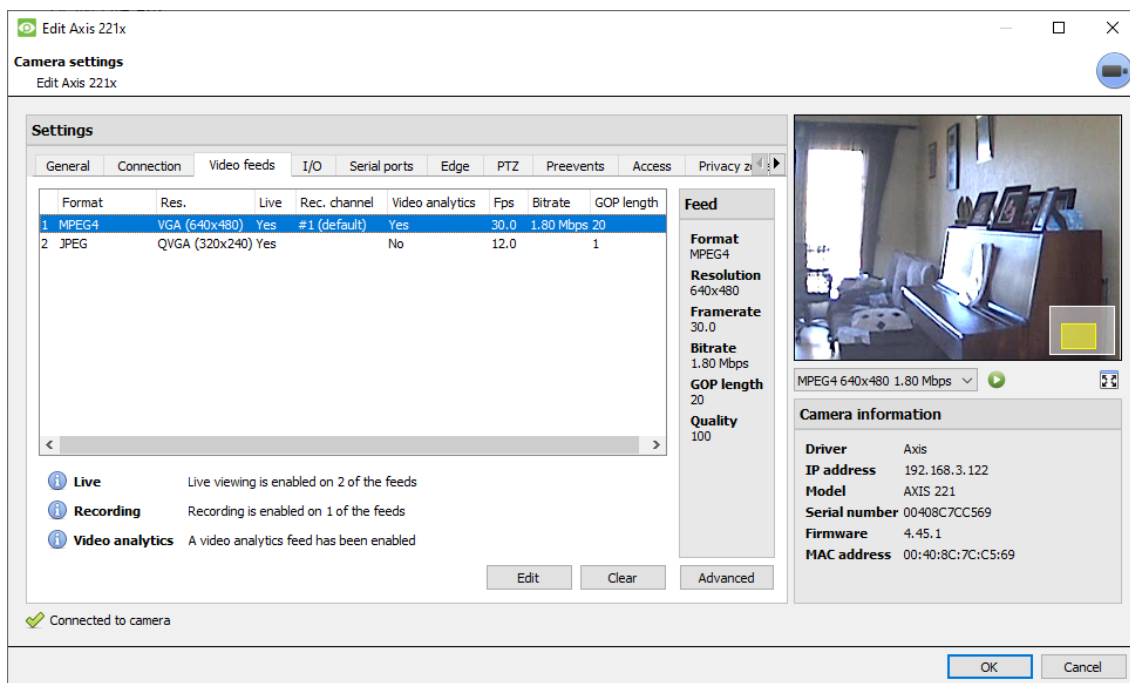 Edit Axis 221x
Camera settings
Edit Axis 221x
Settings
General Connection Video feeds I/O Serial ports Edge PTZ Preevents Access Privacy
Format Res. Live Rec. channel Video analytics Fps Bitrate GOP length
1 MPEG4 VGA (640x480) Yes #1 (default) Yes 30.0 1.80 Mbps 20
2 JPEG QVGA (320x240) Yes No 12.0 1
Live Live viewing is enabled on 2 of the feeds
Recording Recording is enabled on 1 of the feeds
Video analytics A video analytics feed has been enabled
Edit Clear
Feed
Format
MPEG4
Resolution
640x480
Framerate
30.0
Bitrate
1.80 Mbps
GOP length
20
Quality
100
Advanced
MPEG4 640x480 1.80 Mbps
Camera information
Driver Axis
IP address 192.168.3.122
Model AXIS 221
Serial number 00408C7CC569
Firmware 4.45.1
MAC address 00:40:8C:7C:C5:69
Connected to camera
OK Cancel